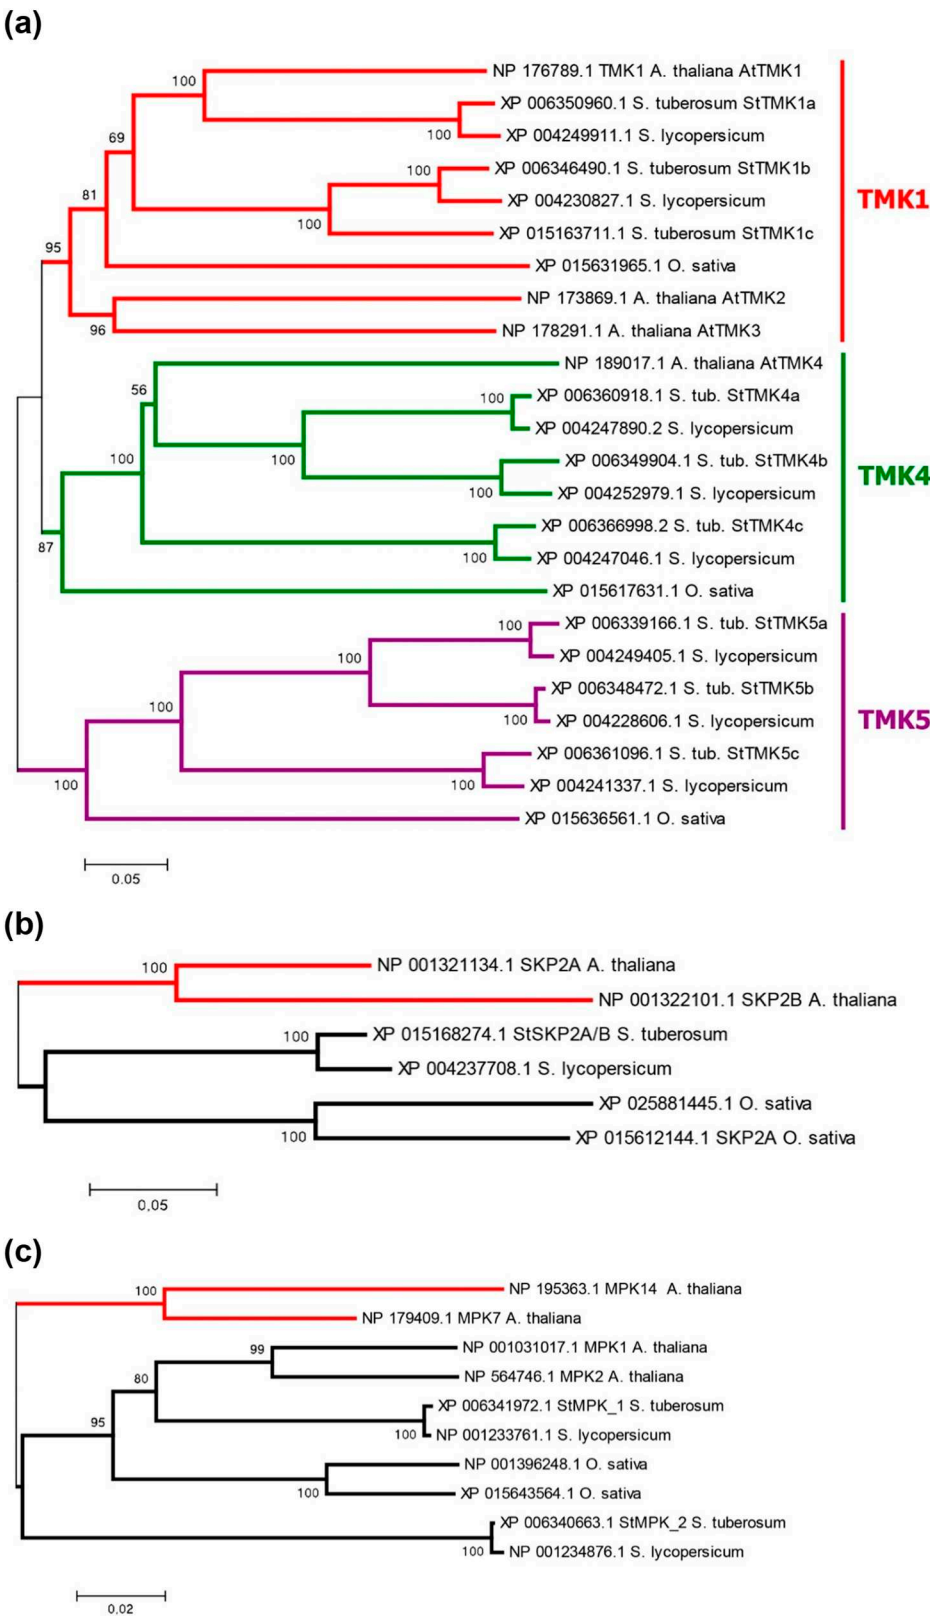 (a)
NP 176789.1 TMK1 A. thaliana AtTMK1
100
XP 006350960.1 S. tuberosum StTMK1a
100
XP 004249911.1 S. lycopersicum
69
XP 006346490.1 S. tuberosum StTMK1b
100
81
XP 004230827.1 S. lycopersicum
TMK1
100
XP 015163711.1 S. tuberosum StTMK1c
95
XP 015631965.1 O. sativa
NP 173869.1 A. thaliana AtTMK2
96
NP 178291.1 A. thaliana AtTMK3
NP 189017.1 A. thaliana AtTMK4
56
100
XP 006360918.1 S. tub. StTMK4a
XP 004247890.2 S. lycopersicum
100
100
XP 006349904.1 S. tub. StTMK4b
TMK4
100
XP 004252979.1 S. lycopersicum
XP 006366998.2 S. tub. StTMK4c
87
100
XP 004247046.1 S. lycopersicum
XP 015617631.1 O. sativa
100
XP 006339166.1 S. tub. StTMK5a
100
XP 004249405.1 S. lycopersicum
XP 006348472.1 S. tub. StTMK5b
100
100
XP 004228606.1 S. lycopersicum
TMK5
XP 006361096.1 S. tub. StTMK5c
100
100
XP 004241337.1 S. lycopersicum
XP 015636561.1 O. sativa
0.05
(b)
100
NP 001321134.1 SKP2A A. thaliana
NP 001322101.1 SKP2B A. thaliana
100
XP 015168274.1 StSKP2A/B S. tuberosum
XP 004237708.1 S. lycopersicum
XP 025881445.1 O. sativa
100
XP 015612144.1 SKP2A O. sativa
0.05
(c)
100
NP 195363.1 MPK14 A. thaliana
NP 179409.1 MPK7 A. thaliana
99
NP 001031017.1 MPK1 A. thaliana
80
NP 564746.1 MPK2 A. thaliana
XP 006341972.1 StMPK_1 S. tuberosum
95
100
NP 001233761.1 S. lycopersicum
NP 001396248.1 O. sativa
100
XP 015643564.1 O. sativa
XP 006340663.1 StMPK_2 S. tuberosum
100
NP 001234876.1 S. lycopersicum
0.02